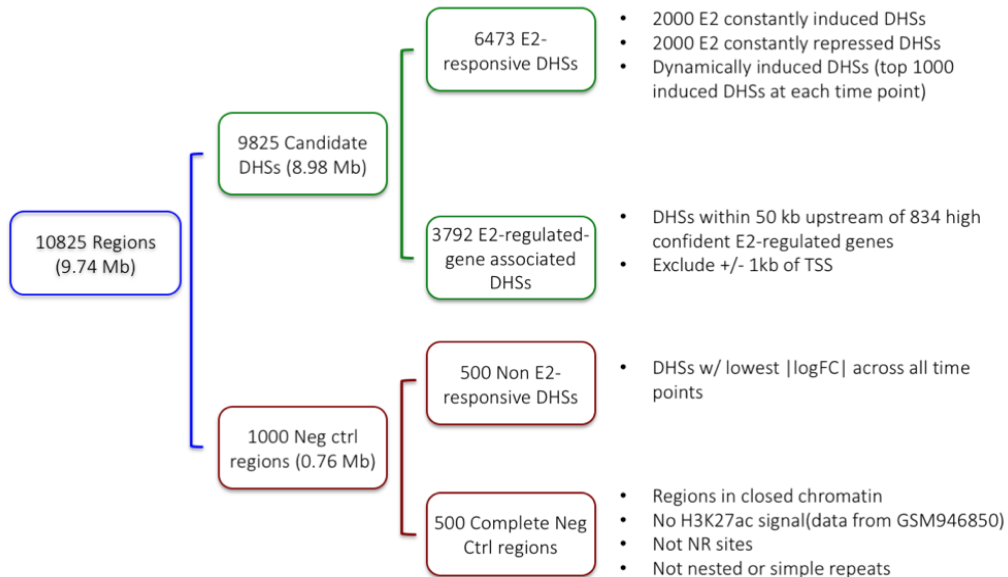 10825 Regions
(9.74 Mb)
9825 Candidate
DHSs (8.98 Mb)
6473 E2-
responsive DHSs
• 2000 E2 constantly induced DHSs
• 2000 E2 constantly repressed DHSs
• Dynamically induced DHSs (top 1000
induced DHSs at each time point)
3792 E2-regulated-
gene associated
DHSs
• DHSs within 50 kb upstream of 834 high
confident E2-regulated genes
• Exclude +/- 1kb of TSS
1000 Neg ctrl
regions (0.76 Mb)
500 Non E2-
responsive DHSs
• DHSs w/ lowest |logFC| across all time
points
500 Complete Neg
Ctrl regions
• Regions in closed chromatin
• No H3K27ac signal(data from GSM946850)
• Not NR sites
• Not nested or simple repeats